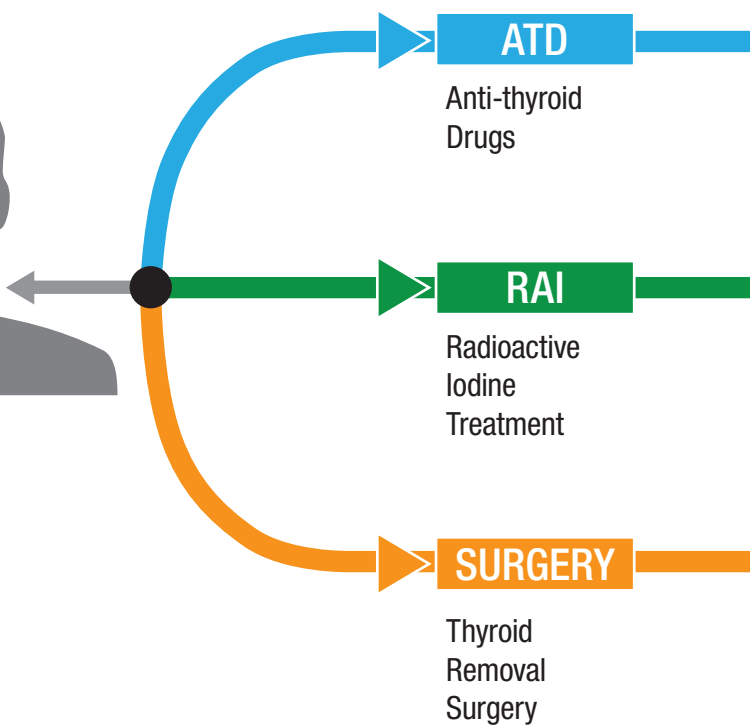 ATD
Anti-thyroid
Drugs
RAI
Radioactive
Iodine
Treatment
SURGERY
Thyroid
Removal
Surgery